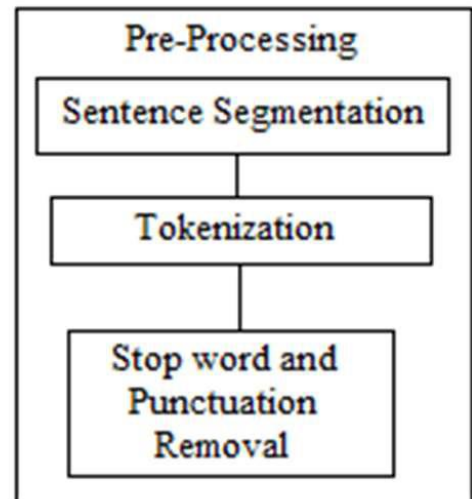 Pre-Processing
Sentence Segmentation
Tokenization
Stop word and
Punctuation
Removal